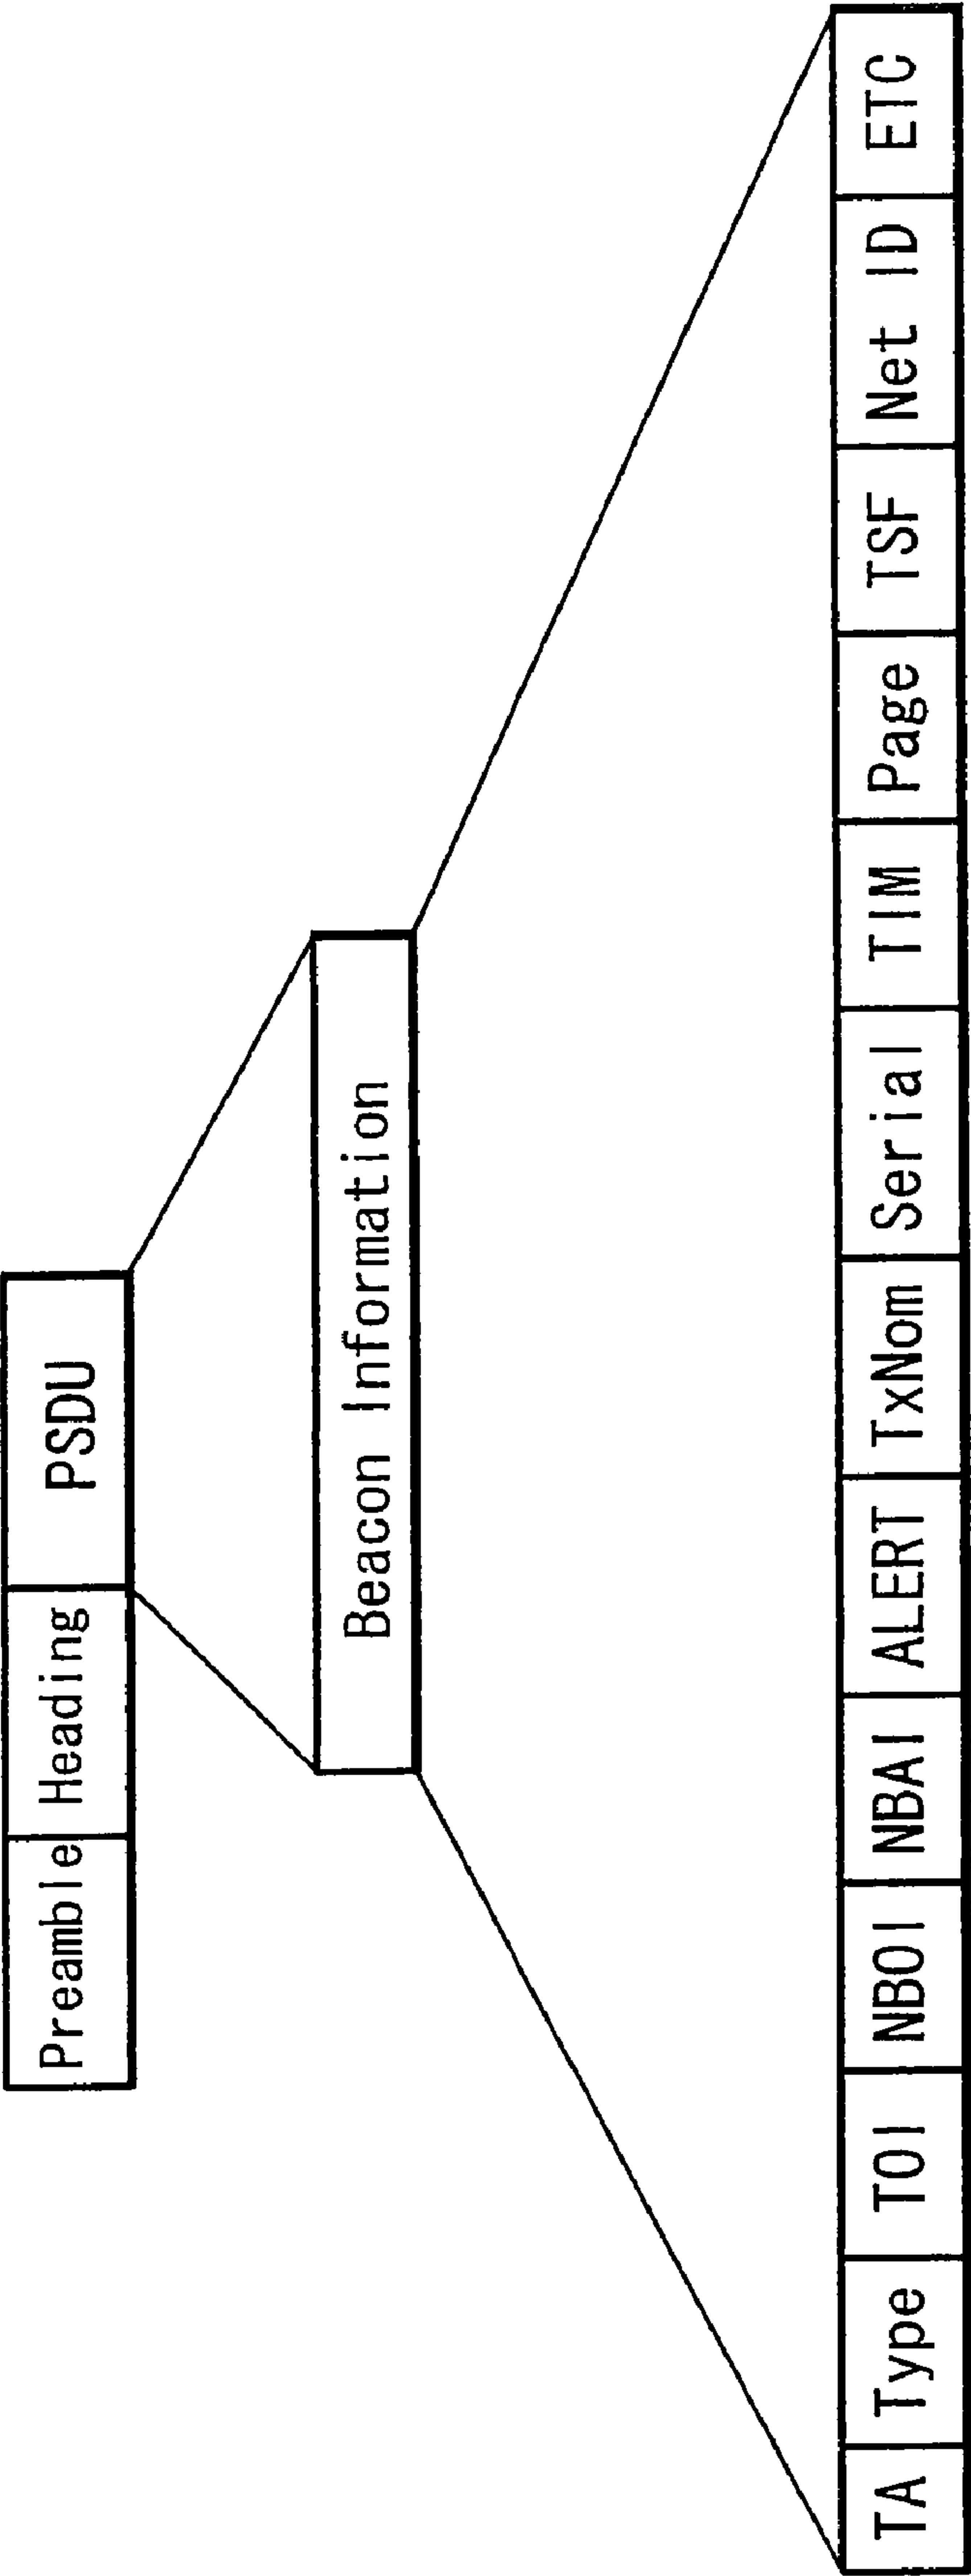 Preamble Heading PSDU
Beacon Information
TA Type TOI NBOI NBAI ALERT TxNom Serial TIM Page TSF Net ID ETC